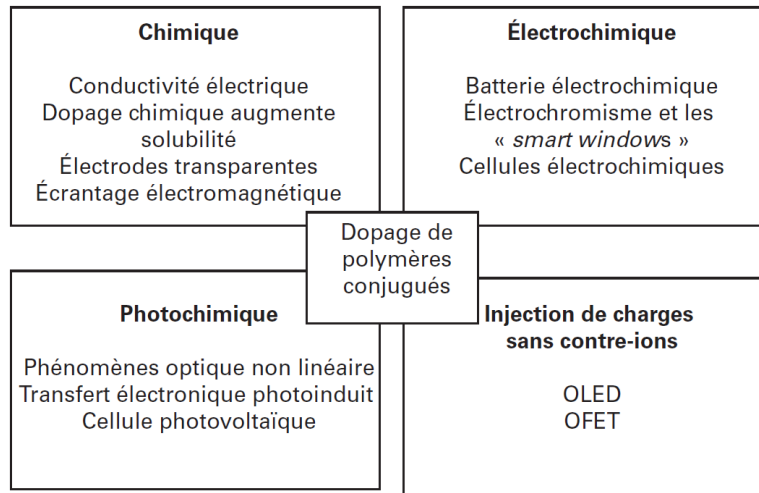 Chimique
Conductivité électrique
Dopage chimique augmente
solubilité
Électrodes transparentes
Écrantage électromagnétique
Électrochimique
Batterie électrochimique
Électrochromisme et les
« smart windows »
Cellules électrochimiques
Dopage de
polymères
conjugués
Photochimique
Phénomènes optique non linéaire
Transfert électronique photoinduit
Cellule photovoltaïque
Injection de charges
sans contre-ions
OLED
OFET